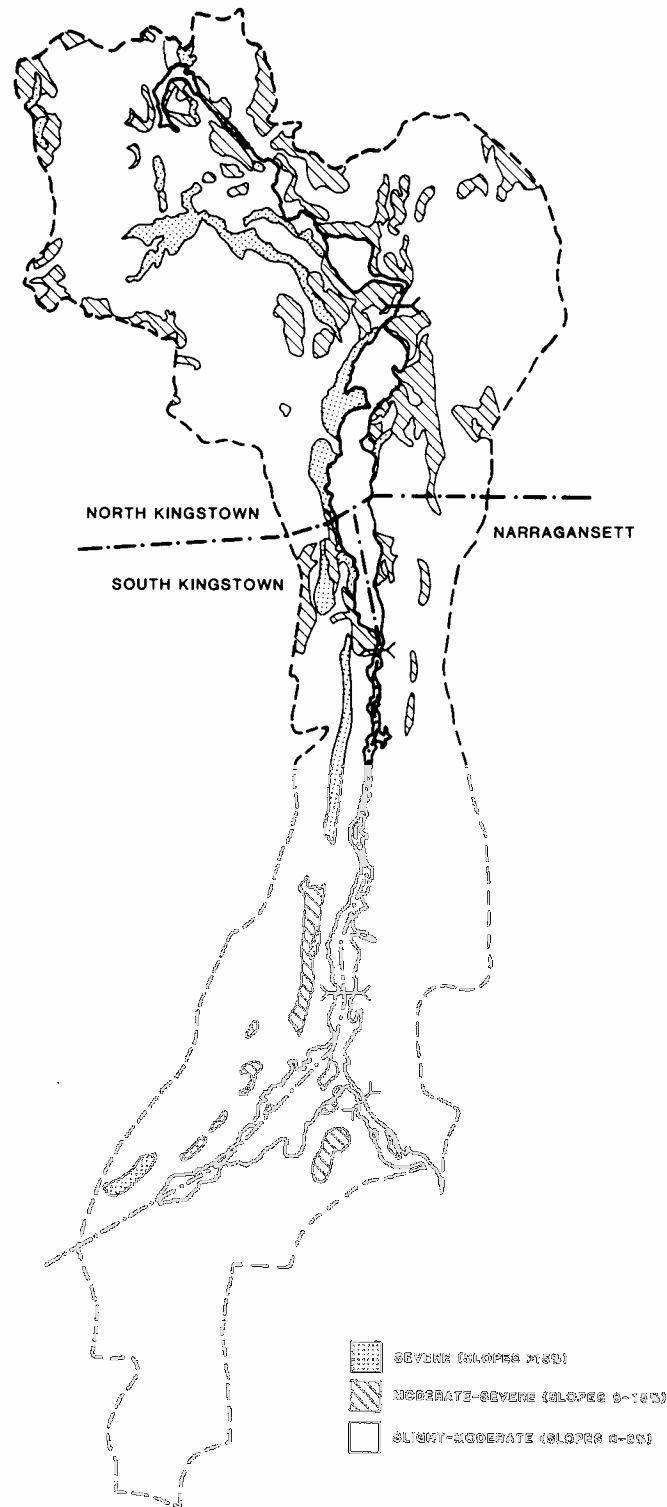 NORTH KINGSTOWN
NARRAGANSETT
SOUTH KINGSTOWN
SEVERE (SLOPES >15%)
MODERATE-SEVERE (SLOPES 8-15%)
SLIGHT-MODERATE (SLOPES 0-8%)